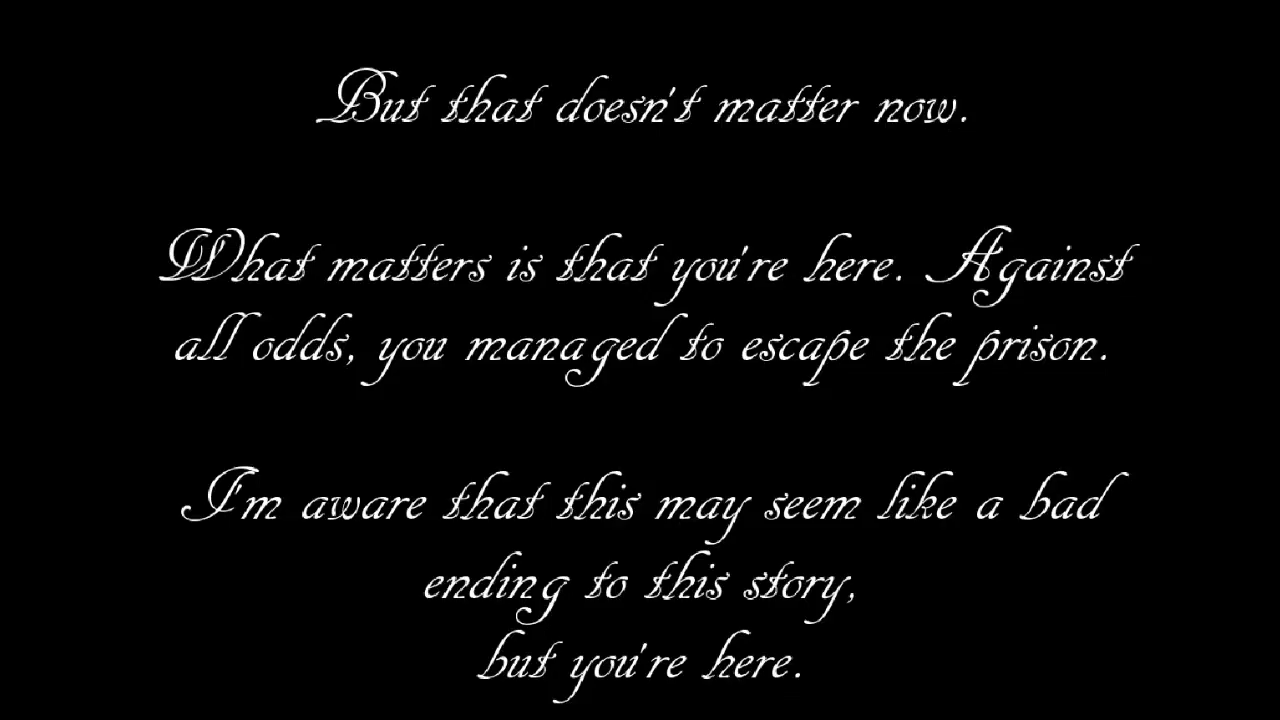 But that doesn't matter now.
What matters is that you're here. Against
all odds, you managed to escape the prison.
I'm aware that this may seem like a bad
ending to this story,
but you're here.